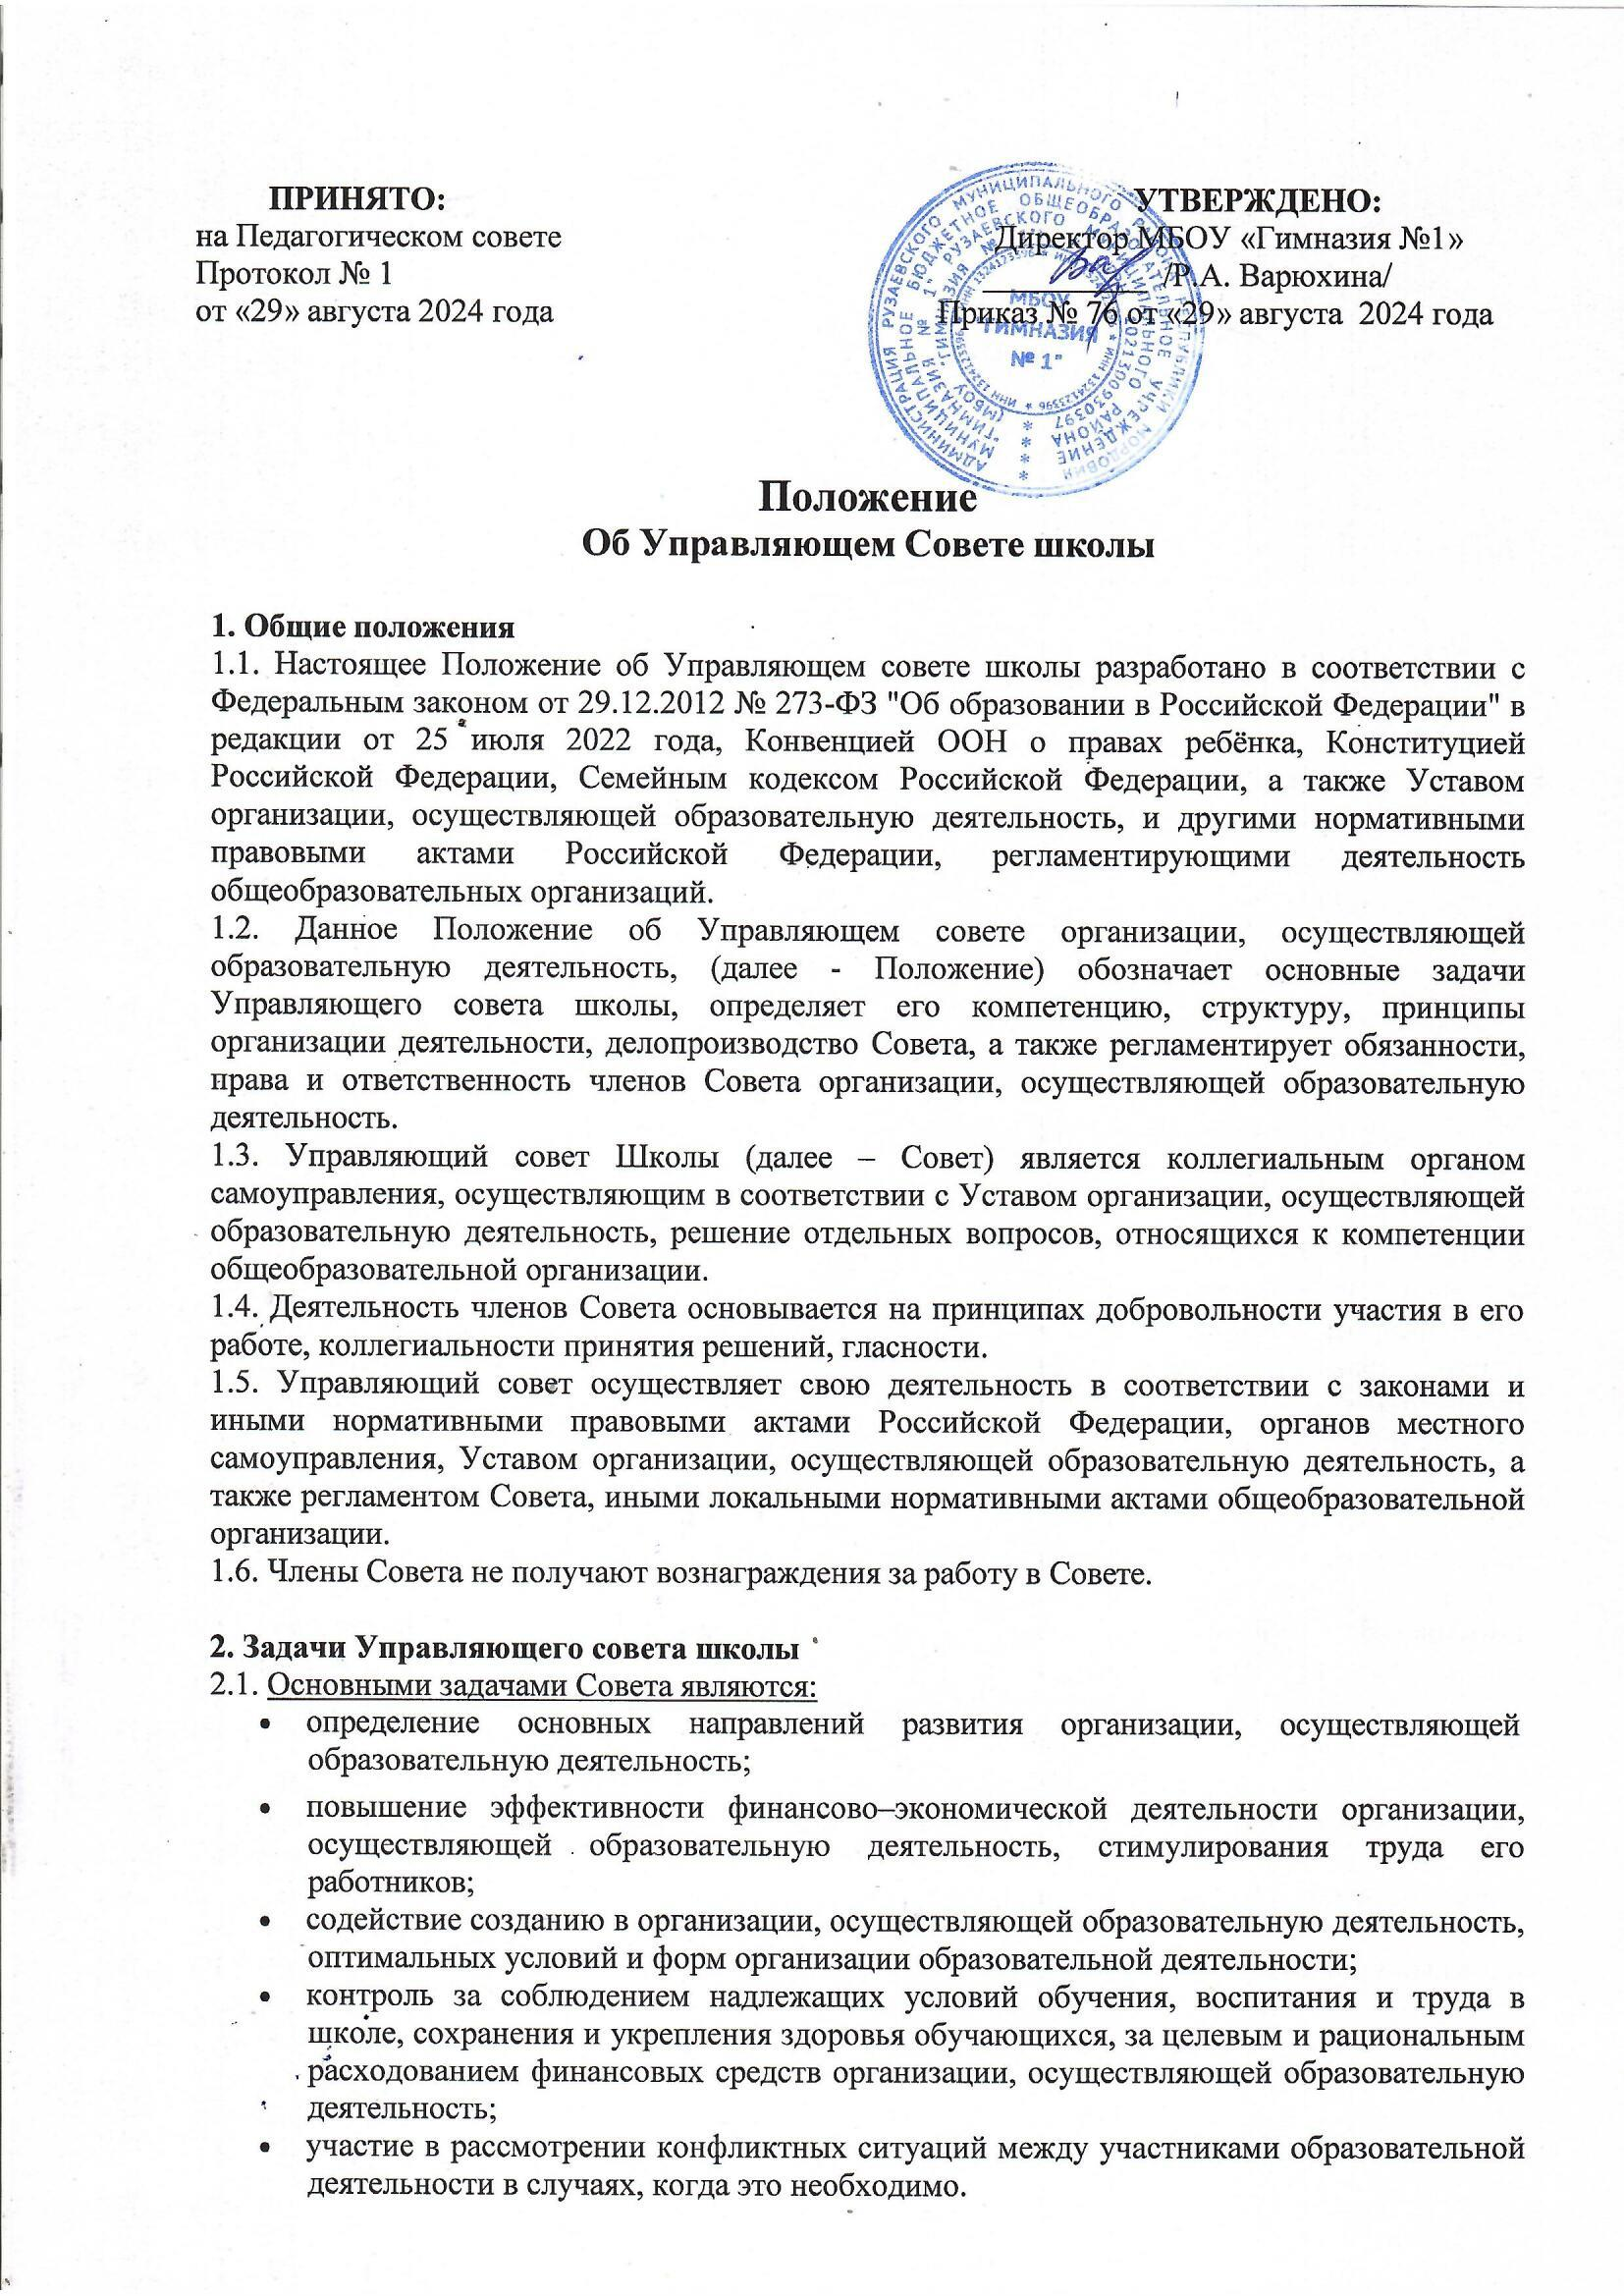 ПРИНЯТО:
на Педагогическом совете
Протокол № 1
от «29» августа 2024 года
УТВЕРЖДЕНО:
Директор МБОУ «Гимназия №1»
/Р.А. Варюхина/
Приказ № 76 от «29» августа 2024 года
МБОУ
"ГИМНАЗИЯ
№ 1"
Положение
Об Управляющем Совете школы
1. Общие положения
1.1. Настоящее Положение об Управляющем совете школы разработано в соответствии с
Федеральным законом от 29.12.2012 № 273-ФЗ "Об образовании в Российской Федерации" в
редакции от 25 июля 2022 года, Конвенцией ООН о правах ребёнка, Конституцией
Российской Федерации, Семейным кодексом Российской Федерации, а также Уставом
организации, осуществляющей образовательную деятельность, и другими нормативными
правовыми актами Российской Федерации, регламентирующими деятельность
общеобразовательных организаций.
1.2. Данное Положение об Управляющем совете организации, осуществляющей
образовательную деятельность, (далее - Положение) обозначает основные задачи
Управляющего совета школы, определяет его компетенцию, структуру, принципы
организации деятельности, делопроизводство Совета, а также регламентирует обязанности,
права и ответственность членов Совета организации, осуществляющей образовательную
деятельность.
1.3. Управляющий совет Школы (далее – Совет) является коллегиальным органом
самоуправления, осуществляющим в соответствии с Уставом организации, осуществляющей
образовательную деятельность, решение отдельных вопросов, относящихся к компетенции
общеобразовательной организации.
1.4. Деятельность членов Совета основывается на принципах добровольности участия в его
работе, коллегиальности принятия решений, гласности.
1.5. Управляющий совет осуществляет свою деятельность в соответствии с законами и
иными нормативными правовыми актами Российской Федерации, органов местного
самоуправления, Уставом организации, осуществляющей образовательную деятельность, а
также регламентом Совета, иными локальными нормативными актами общеобразовательной
организации.
1.6. Члены Совета не получают вознаграждения за работу в Совете.
2. Задачи Управляющего совета школы
2.1. Основными задачами Совета являются:
• определение основных направлений развития организации, осуществляющей
образовательную деятельность;
• повышение эффективности финансово–экономической деятельности организации,
осуществляющей образовательную деятельность, стимулирования труда его
работников;
• содействие созданию в организации, осуществляющей образовательную деятельность,
оптимальных условий и форм организации образовательной деятельности;
• контроль за соблюдением надлежащих условий обучения, воспитания и труда в
школе, сохранения и укрепления здоровья обучающихся, за целевым и рациональным
расходованием финансовых средств организации, осуществляющей образовательную
деятельность;
• участие в рассмотрении конфликтных ситуаций между участниками образовательной
деятельности в случаях, когда это необходимо.